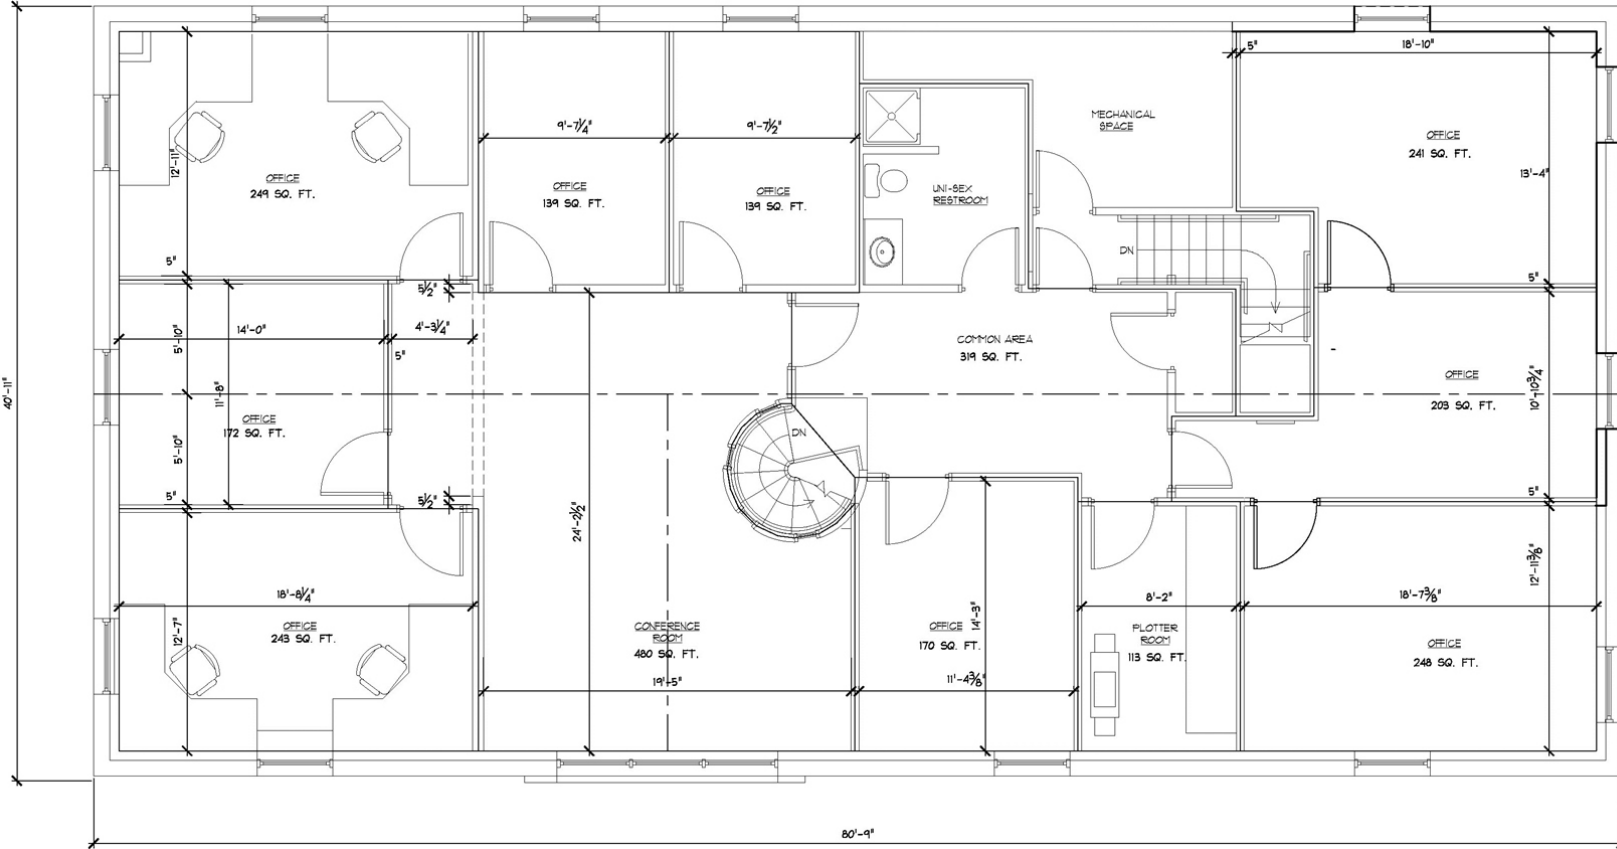 5"
18'-10"
9'-7¼"
9'-7½"
MECHANICAL
SPACE
OFFICE
241 SQ. FT.
12'-11"
13'-4"
OFFICE
249 SQ. FT.
OFFICE
139 SQ. FT.
OFFICE
139 SQ. FT.
UNI-SEX
RESTROOM
DN
5"
5"
5½"
14'-0"
4'-3¼"
5"
5'-10"
11'-8"
COMMON AREA
319 SQ. FT.
OFFICE
203 SQ. FT.
10'-10¾"
40'-11"
OFFICE
172 SQ. FT.
DN
5'-10"
5"
5½"
5"
24'-2½"
12'-11⅜"
18'-8¼"
8'-2"
18'-7⅜"
12'-7"
OFFICE
243 SQ. FT.
CONFERENCE
ROOM
480 SQ. FT.
OFFICE
170 SQ. FT.
14'-3"
PLOTTER
ROOM
113 SQ. FT.
OFFICE
248 SQ. FT.
19'-5"
11'-4⅜"
80'-9"